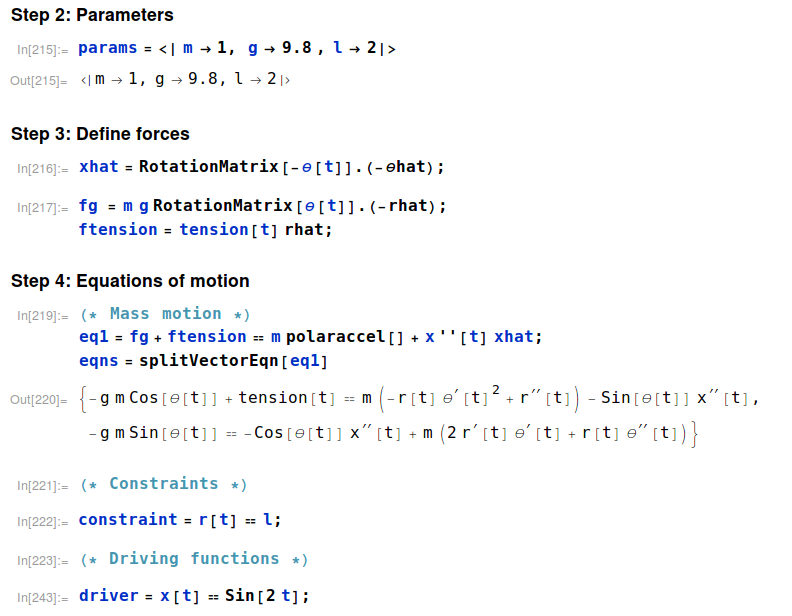 Step 2: Parameters
In[215]:= params = <| m → 1, g → 9.8 , l → 2|>
Out[215]= <| m → 1, g → 9.8, l → 2 |>
Step 3: Define forces
In[216]:= xhat = RotationMatrix[-θ[t]].(-θhat);
In[217]:= fg = m g RotationMatrix[θ[t]].(-rhat);
ftension = tension[t] rhat;
Step 4: Equations of motion
In[219]:= (* Mass motion *)
eq1 = fg + ftension == m polaraccel[] + x''[t] xhat;
eqns = splitVectorEqn[eq1]
Out[220]= {-g m Cos[θ[t]] + tension[t] == m (-r[t] θ′[t]² + r′′[t]) - Sin[θ[t]] x′′[t],
-g m Sin[θ[t]] == -Cos[θ[t]] x′′[t] + m (2 r′[t] θ′[t] + r[t] θ′′[t])}
In[221]:= (* Constraints *)
In[222]:= constraint = r[t] == l;
In[223]:= (* Driving functions *)
In[243]:= driver = x[t] == Sin[2 t];